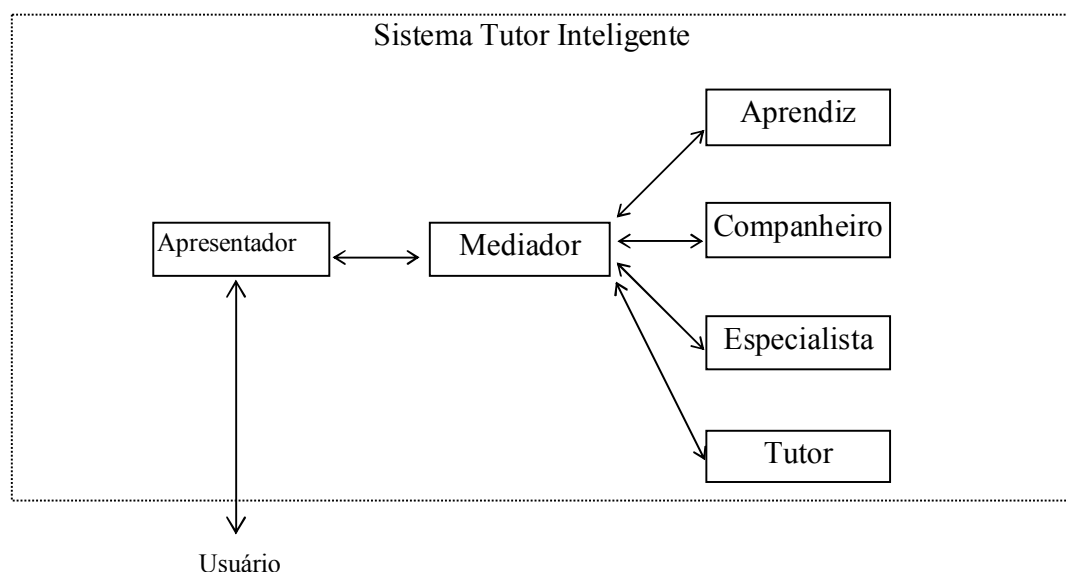 Sistema Tutor Inteligente
Aprendiz
Companheiro
Apresentador
Mediador
Especialista
Tutor
Usuário